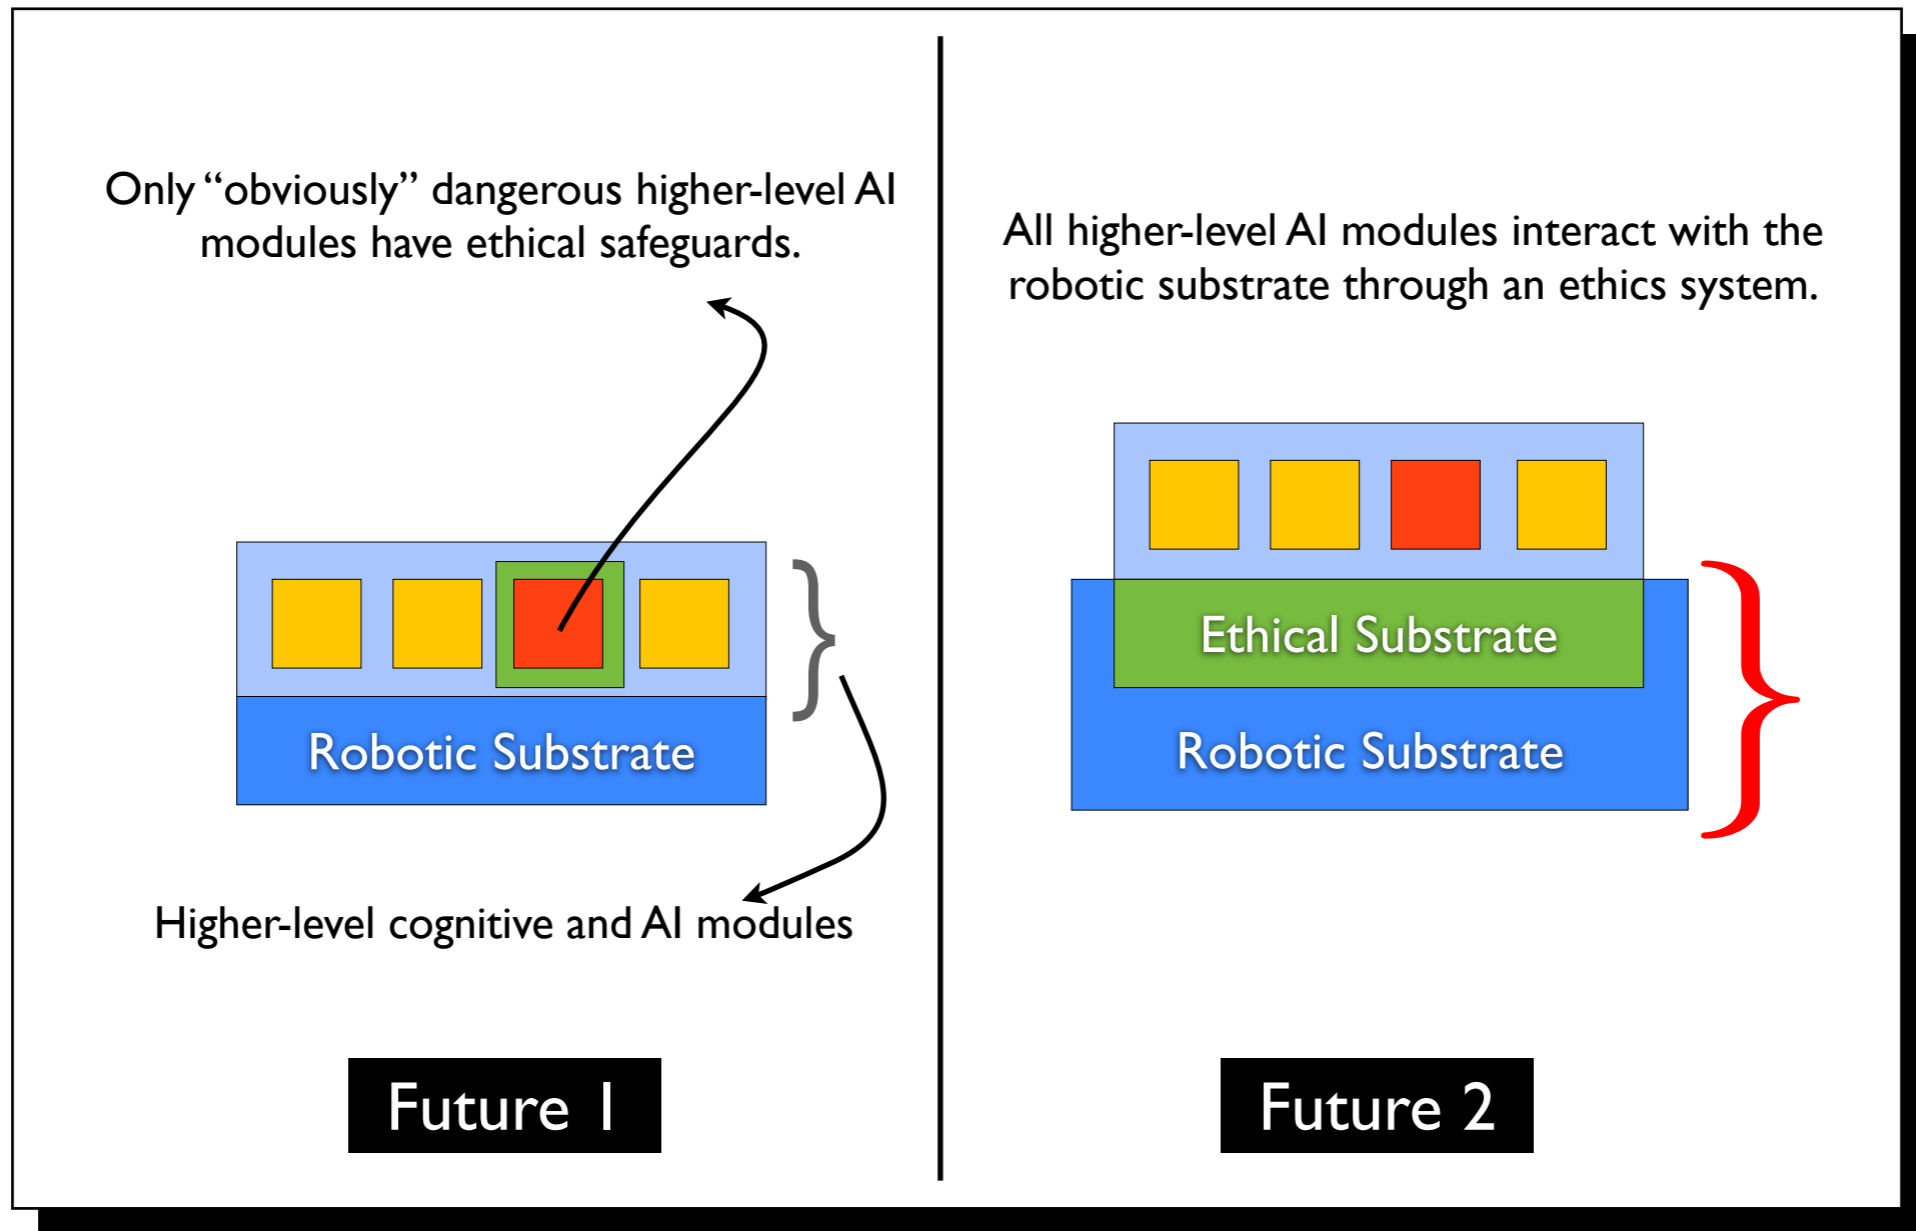 Only “obviously” dangerous higher-level AI
modules have ethical safeguards.
Robotic Substrate
Higher-level cognitive and AI modules
Future 1
All higher-level AI modules interact with the
robotic substrate through an ethics system.
Ethical Substrate
Robotic Substrate
Future 2